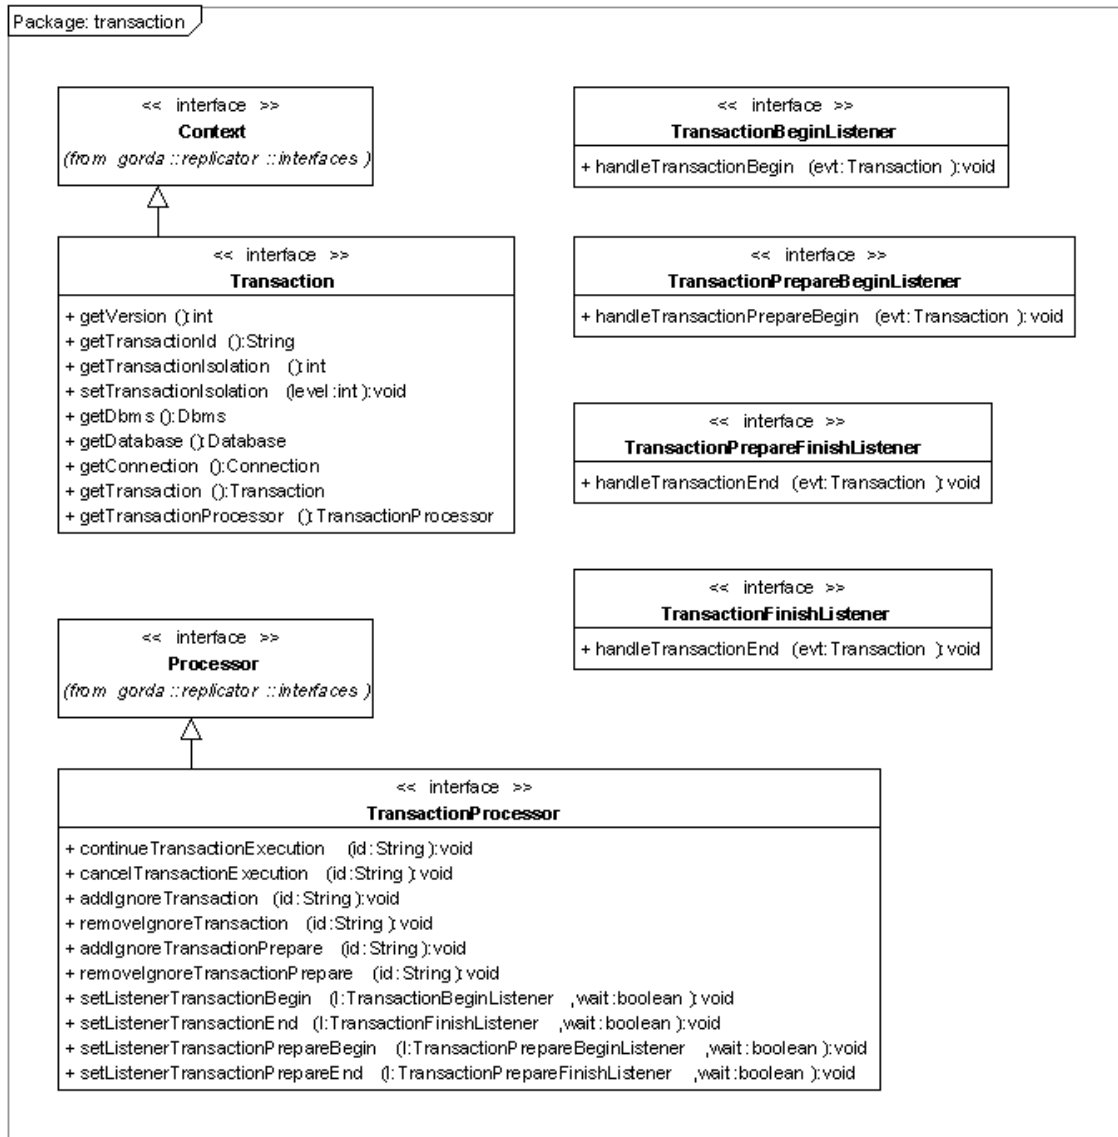 Package: transaction
<< interface >>
Context
(from gorda::replicator::interfaces )
<< interface >>
Transaction
+ getVersion ():int
+ getTransactionId ():String
+ getTransactionIsolation ():int
+ setTransactionIsolation (level:int):void
+ getDbms ():Dbms
+ getDatabase ():Database
+ getConnection ():Connection
+ getTransaction ():Transaction
+ getTransactionProcessor ():TransactionProcessor
<< interface >>
Processor
(from gorda::replicator::interfaces )
<< interface >>
TransactionProcessor
+ continueTransactionExecution (id:String):void
+ cancelTransactionExecution (id:String):void
+ addIgnoreTransaction (id:String):void
+ removeIgnoreTransaction (id:String):void
+ addIgnoreTransactionPrepare (id:String):void
+ removeIgnoreTransactionPrepare (id:String):void
+ setListenerTransactionBegin (l:TransactionBeginListener ,wait:boolean):void
+ setListenerTransactionEnd (l:TransactionFinishListener ,wait:boolean):void
+ setListenerTransactionPrepareBegin (l:TransactionPrepareBeginListener ,wait:boolean):void
+ setListenerTransactionPrepareEnd (l:TransactionPrepareFinishListener ,wait:boolean):void
<< interface >>
TransactionBeginListener
+ handleTransactionBegin (evt:Transaction ):void
<< interface >>
TransactionPrepareBeginListener
+ handleTransactionPrepareBegin (evt:Transaction ):void
<< interface >>
TransactionPrepareFinishListener
+ handleTransactionEnd (evt:Transaction ):void
<< interface >>
TransactionFinishListener
+ handleTransactionEnd (evt:Transaction ):void